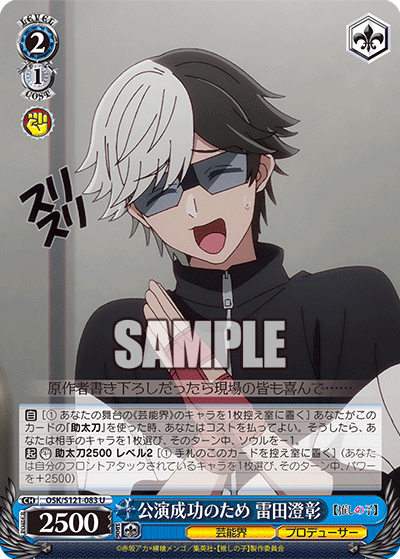 LEVEL
2
1
COST
スリ
スリ
SAMPLE
原作者書き下ろしだったら現場の皆も喜んで……
自 [① あなたの舞台の《芸能界》のキャラを1枚控え室に置く] あなたがこの
カードの「助太刀」を使った時、あなたはコストを払ってよい。そうしたら、あ
なたは相手のキャラを1枚選び、そのターン中、ソウルを－1。
起 助太刀2500 レベル2 [① 手札のこのカードを控え室に置く] (あなた
は自分のフロントアタックされているキャラを1枚選び、そのターン中、パワー
を＋2500)
CH OSK/S121-083 U
2500
公演成功のため 雷田澄彰
【推しの子】
芸能界
プロデューサー
©赤坂アカ×横槍メンゴ／集英社・【推しの子】製作委員会